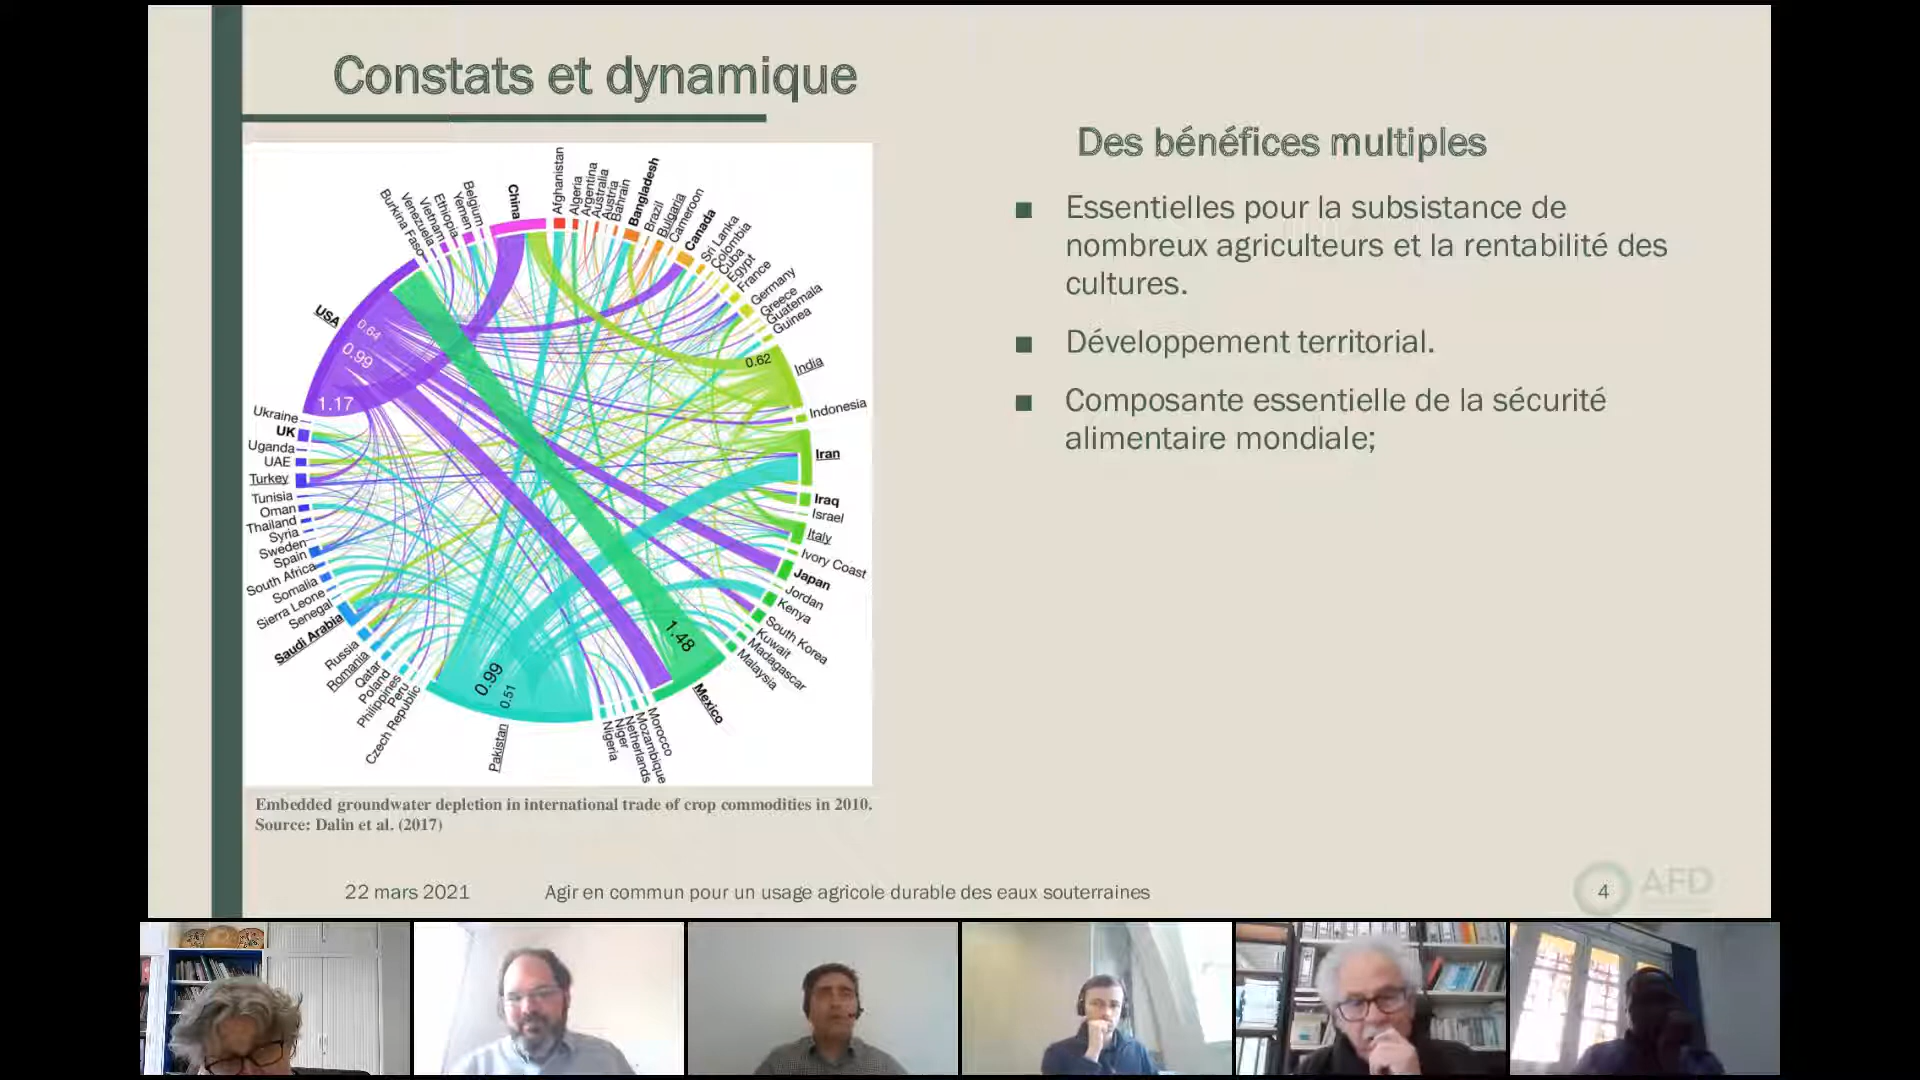 Constats et dynamique
Burkina Faso
Venezuela
Vietnam
Ethiopia
Yemen
Belgium
China
Afghanistan
Algeria
Argentina
Australia
Austria
Bahrain
Bangladesh
Brazil
Bulgaria
Cameroon
Canada
Sri Lanka
Colombia
Cuba
Egypt
France
Germany
Greece
Guatemala
Guinea
India
Indonesia
Iran
Iraq
Israel
Italy
Ivory Coast
Japan
Jordan
Kenya
South Korea
Kuwait
Madagascar
Malaysia
Mexico
Morocco
Mozambique
Netherlands
Niger
Nigeria
Pakistan
Czech Republic
Peru
Philippines
Poland
Qatar
Romania
Russia
Saudi Arabia
Senegal
Sierra Leone
Somalia
South Africa
Spain
Sweden
Syria
Thailand
Oman
Tunisia
Turkey
UAE
Uganda
UK
Ukraine
USA
0.64
0.99
1.17
0.62
1.48
0.99
0.51
Embedded groundwater depletion in international trade of crop commodities in 2010.
Source: Dalin et al. (2017)
Des bénéfices multiples
■ Essentielles pour la subsistance de
nombreux agriculteurs et la rentabilité des
cultures.
■ Développement territorial.
■ Composante essentielle de la sécurité
alimentaire mondiale;
22 mars 2021
Agir en commun pour un usage agricole durable des eaux souterraines
4
AFD